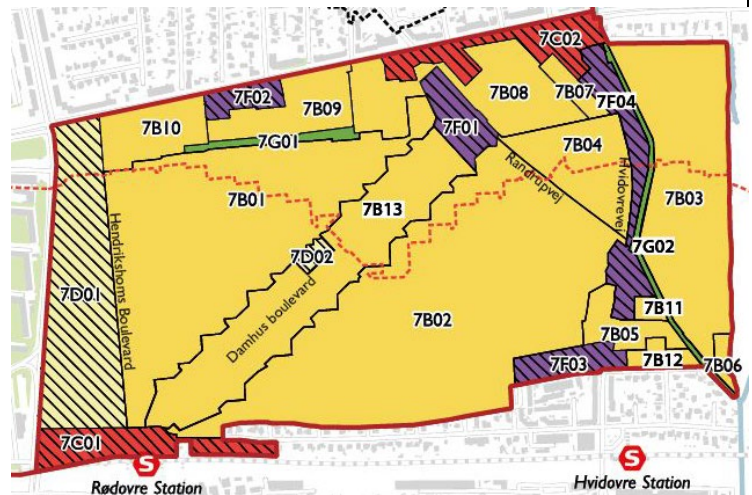 7C02
7F02
7B10
7B09
7B08
7B07
7F04
7G01
7F01
7B04
Randrupvej
Hvidovrevej
7B01
7B13
7B03
Hendriksholms Boulevard
7D02
7G02
7D01
Damhus boulevard
7B02
7B11
7B05
7F03
7B12
7B06
7C01
S
S
Rødovre Station
Hvidovre Station